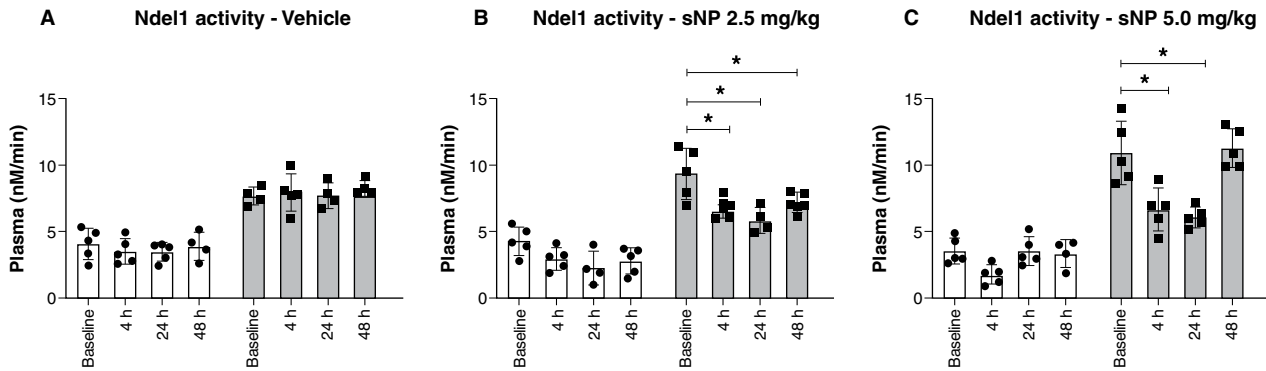 A Ndel1 activity - Vehicle
Plasma (nM/min)
15
10
5
0
Baseline
4 h
24 h
48 h
Baseline
4 h
24 h
48 h
B Ndel1 activity - sNP 2.5 mg/kg
Plasma (nM/min)
15
10
5
0
*
*
*
Baseline
4 h
24 h
48 h
Baseline
4 h
24 h
48 h
C Ndel1 activity - sNP 5.0 mg/kg
Plasma (nM/min)
15
10
5
0
*
*
Baseline
4 h
24 h
48 h
Baseline
4 h
24 h
48 h